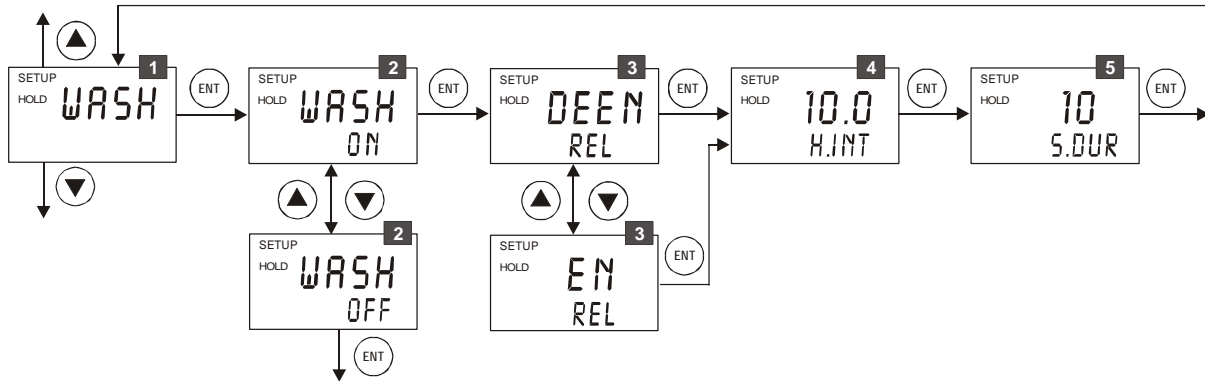 1
SETUP
HOLD
WASH
ENT
2
SETUP
HOLD
WASH
ON
ENT
3
SETUP
HOLD
DEEN
REL
ENT
4
SETUP
HOLD
10.0
H.INT
ENT
5
SETUP
HOLD
10
S.DUR
ENT
2
SETUP
HOLD
WASH
OFF
ENT
3
SETUP
HOLD
EN
REL
ENT